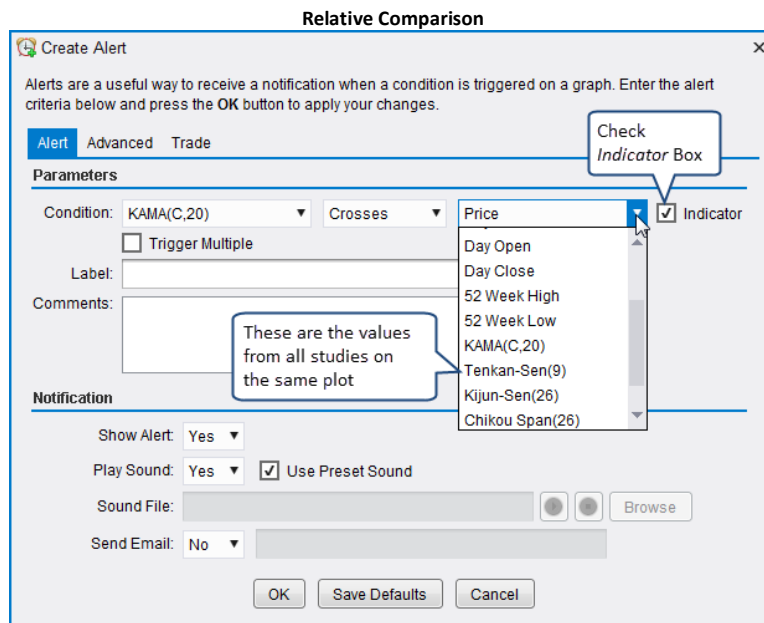 Relative Comparison
Create Alert
Alerts are a useful way to receive a notification when a condition is triggered on a graph. Enter the alert
criteria below and press the OK button to apply your changes.
Alert Advanced Trade
Check
Indicator Box
Parameters
Condition: KAMA(C,20) Crosses Price Indicator
Trigger Multiple
Label:
Comments:
Day Open
Day Close
52 Week High
52 Week Low
KAMA(C,20)
Tenkan-Sen(9)
Kijun-Sen(26)
Chikou Span(26)
These are the values
from all studies on
the same plot
Notification
Show Alert: Yes
Play Sound: Yes Use Preset Sound
Sound File: Browse
Send Email: No
OK Save Defaults Cancel